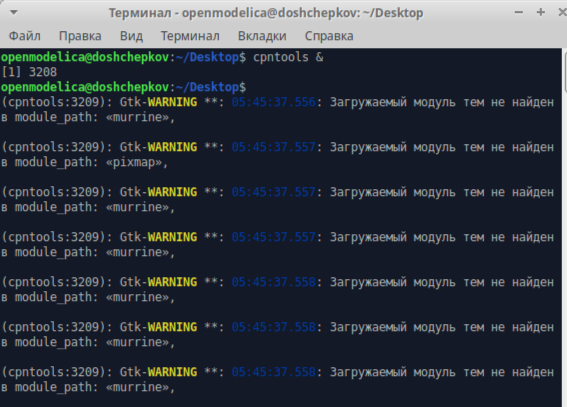 Терминал - openmodelica@doshchepkov: ~/Desktop
Файл Правка Вид Терминал Вкладки Справка
openmodelica@doshchepkov:~/Desktop$ cpntools &
[1] 3208
openmodelica@doshchepkov:~/Desktop$
(cpntools:3209): Gtk-WARNING **: 05:45:37.556: Загружаемый модуль тем не найден
в module_path: «murrine»,
(cpntools:3209): Gtk-WARNING **: 05:45:37.557: Загружаемый модуль тем не найден
в module_path: «pixmap»,
(cpntools:3209): Gtk-WARNING **: 05:45:37.557: Загружаемый модуль тем не найден
в module_path: «murrine»,
(cpntools:3209): Gtk-WARNING **: 05:45:37.557: Загружаемый модуль тем не найден
в module_path: «murrine»,
(cpntools:3209): Gtk-WARNING **: 05:45:37.558: Загружаемый модуль тем не найден
в module_path: «murrine»,
(cpntools:3209): Gtk-WARNING **: 05:45:37.558: Загружаемый модуль тем не найден
в module_path: «murrine»,
(cpntools:3209): Gtk-WARNING **: 05:45:37.558: Загружаемый модуль тем не найден
в module_path: «murrine»,